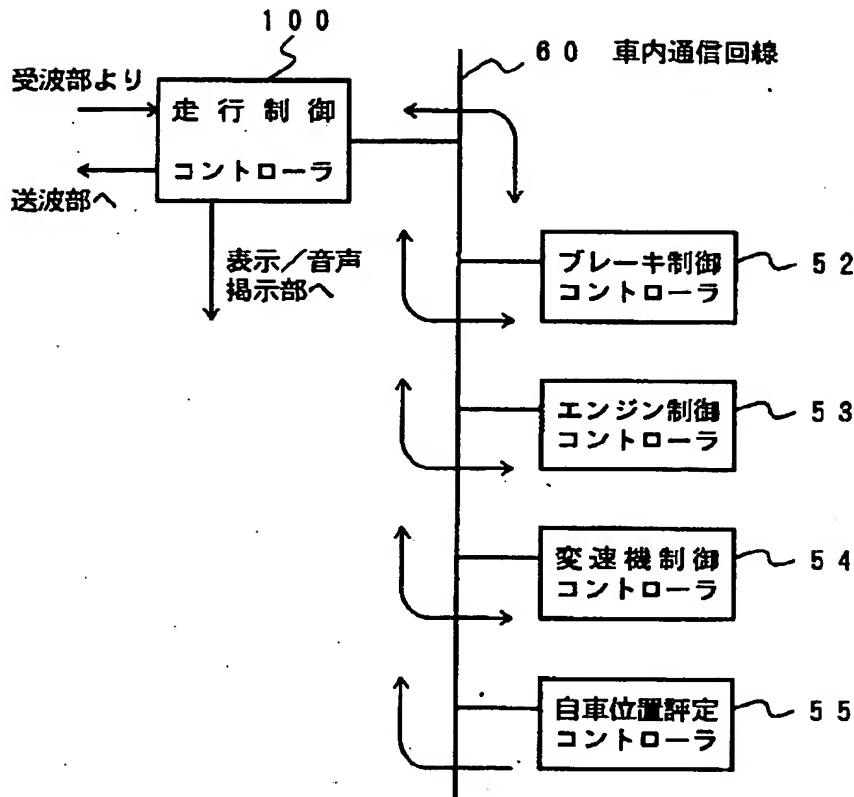 １００
６０ 車内通信回線
受波部より
走行制御
コントローラ
送波部へ
表示／音声
掲示部へ
ブレーキ制御
コントローラ
５２
エンジン制御
コントローラ
５３
変速機制御
コントローラ
５４
自車位置評定
コントローラ
５５